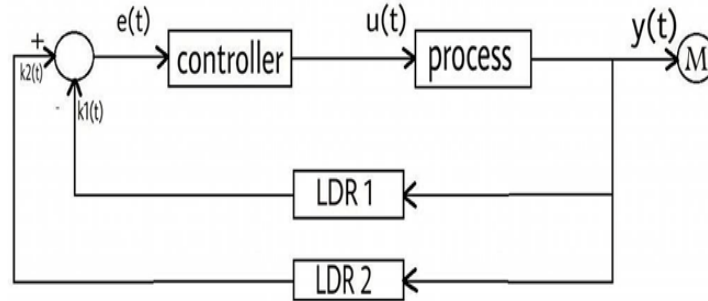 e(t) u(t) y(t)
+ controller process M
k2(t)
- k1(t)
LDR 1
LDR 2